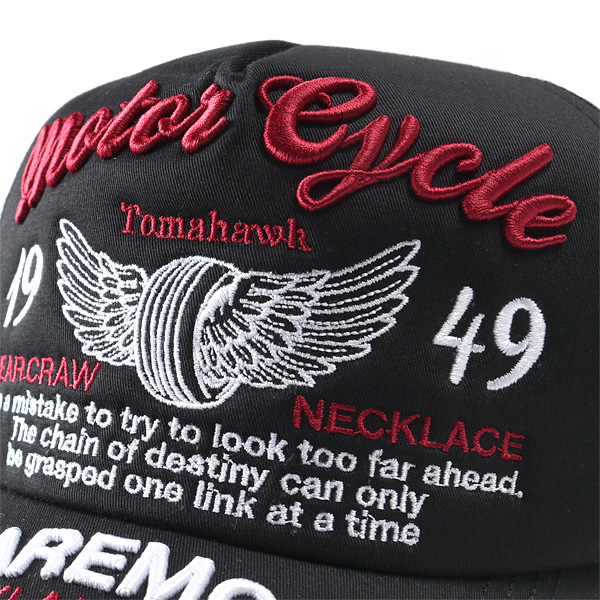 Motor Cycle
Tomahawk
19 49
EARCRAW NECKLACE
a mistake to try to look too far ahead.
The chain of destiny can only
be grasped one link at a time
AREMO